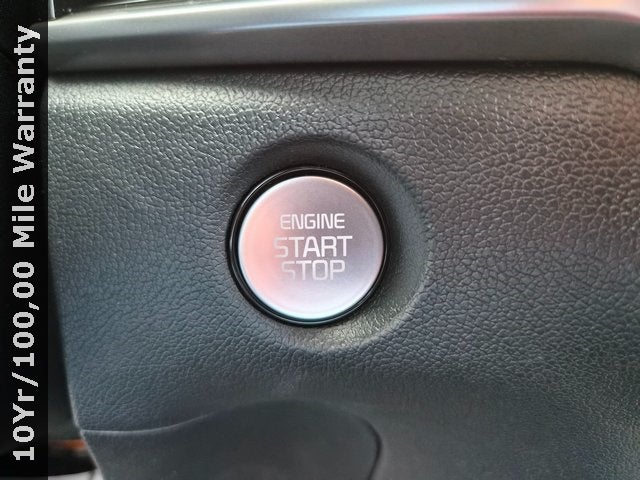 10Yr/100,00 Mile Warranty
ENGINE
START
STOP